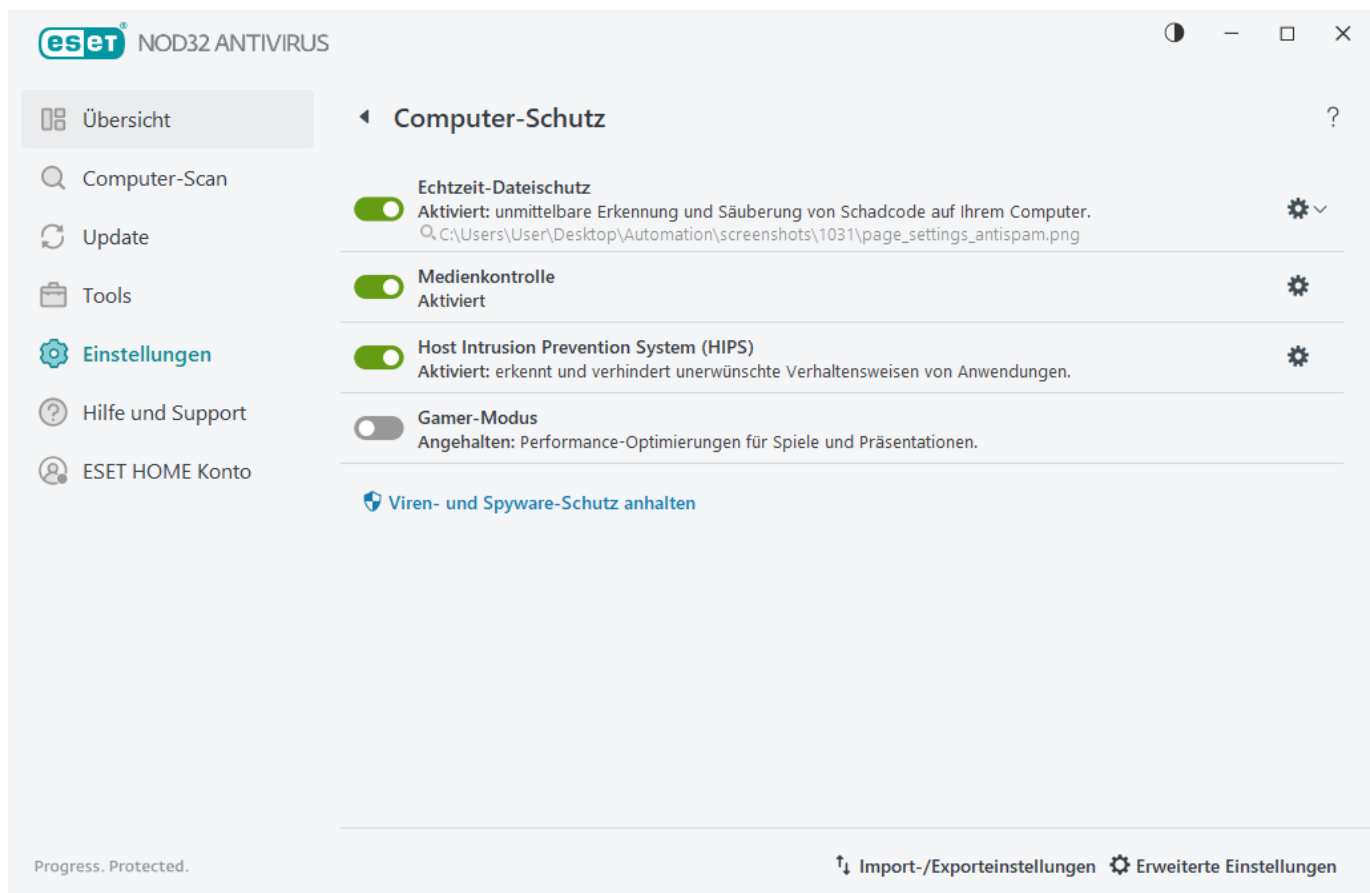 eset® NOD32 ANTIVIRUS
Übersicht
Computer-Scan
Update
Tools
Einstellungen
Hilfe und Support
ESET HOME Konto
Computer-Schutz
?
Echtzeit-Dateischutz
Aktiviert: unmittelbare Erkennung und Säuberung von Schadcode auf Ihrem Computer.
C:\Users\User\Desktop\Automation\screenshots\1031\page_settings_antispam.png
Medienkontrolle
Aktiviert
Host Intrusion Prevention System (HIPS)
Aktiviert: erkennt und verhindert unerwünschte Verhaltensweisen von Anwendungen.
Gamer-Modus
Angehalten: Performance-Optimierungen für Spiele und Präsentationen.
Viren- und Spyware-Schutz anhalten
Progress. Protected.
Import-/Exporteinstellungen Erweiterte Einstellungen